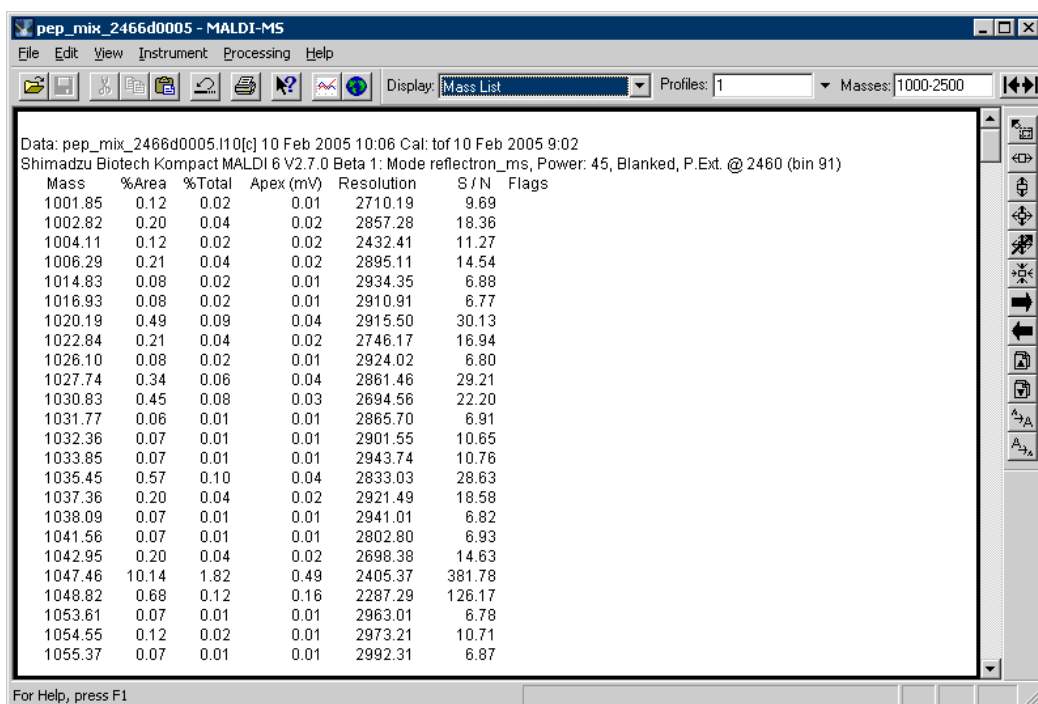 pep_mix_2466d0005 - MALDI-MS
File Edit View Instrument Processing Help
Display: Mass List Profiles: 1 Masses: 1000-2500
Data: pep_mix_2466d0005.I10[c] 10 Feb 2005 10:06 Cal: tof 10 Feb 2005 9:02
Shimadzu Biotech Kompact MALDI 6 V2.7.0 Beta 1: Mode reflectron_ms, Power: 45, Blanked, P.Ext. @ 2460 (bin 91)
Mass %Area %Total Apex (mV) Resolution S / N Flags
1001.85 0.12 0.02 0.01 2710.19 9.69
1002.82 0.20 0.04 0.02 2857.28 18.36
1004.11 0.12 0.02 0.02 2432.41 11.27
1006.29 0.21 0.04 0.02 2895.11 14.54
1014.83 0.08 0.02 0.01 2934.35 6.88
1016.93 0.08 0.02 0.01 2910.91 6.77
1020.19 0.49 0.09 0.04 2915.50 30.13
1022.84 0.21 0.04 0.02 2746.17 16.94
1026.10 0.08 0.02 0.01 2924.02 6.80
1027.74 0.34 0.06 0.04 2861.46 29.21
1030.83 0.45 0.08 0.03 2694.56 22.20
1031.77 0.06 0.01 0.01 2865.70 6.91
1032.36 0.07 0.01 0.01 2901.55 10.65
1033.85 0.07 0.01 0.01 2943.74 10.76
1035.45 0.57 0.10 0.04 2833.03 28.63
1037.36 0.20 0.04 0.02 2921.49 18.58
1038.09 0.07 0.01 0.01 2941.01 6.82
1041.56 0.07 0.01 0.01 2802.80 6.93
1042.95 0.20 0.04 0.02 2698.38 14.63
1047.46 10.14 1.82 0.49 2405.37 381.78
1048.82 0.68 0.12 0.16 2287.29 126.17
1053.61 0.07 0.01 0.01 2963.01 6.78
1054.55 0.12 0.02 0.01 2973.21 10.71
1055.37 0.07 0.01 0.01 2992.31 6.87
For Help, press F1